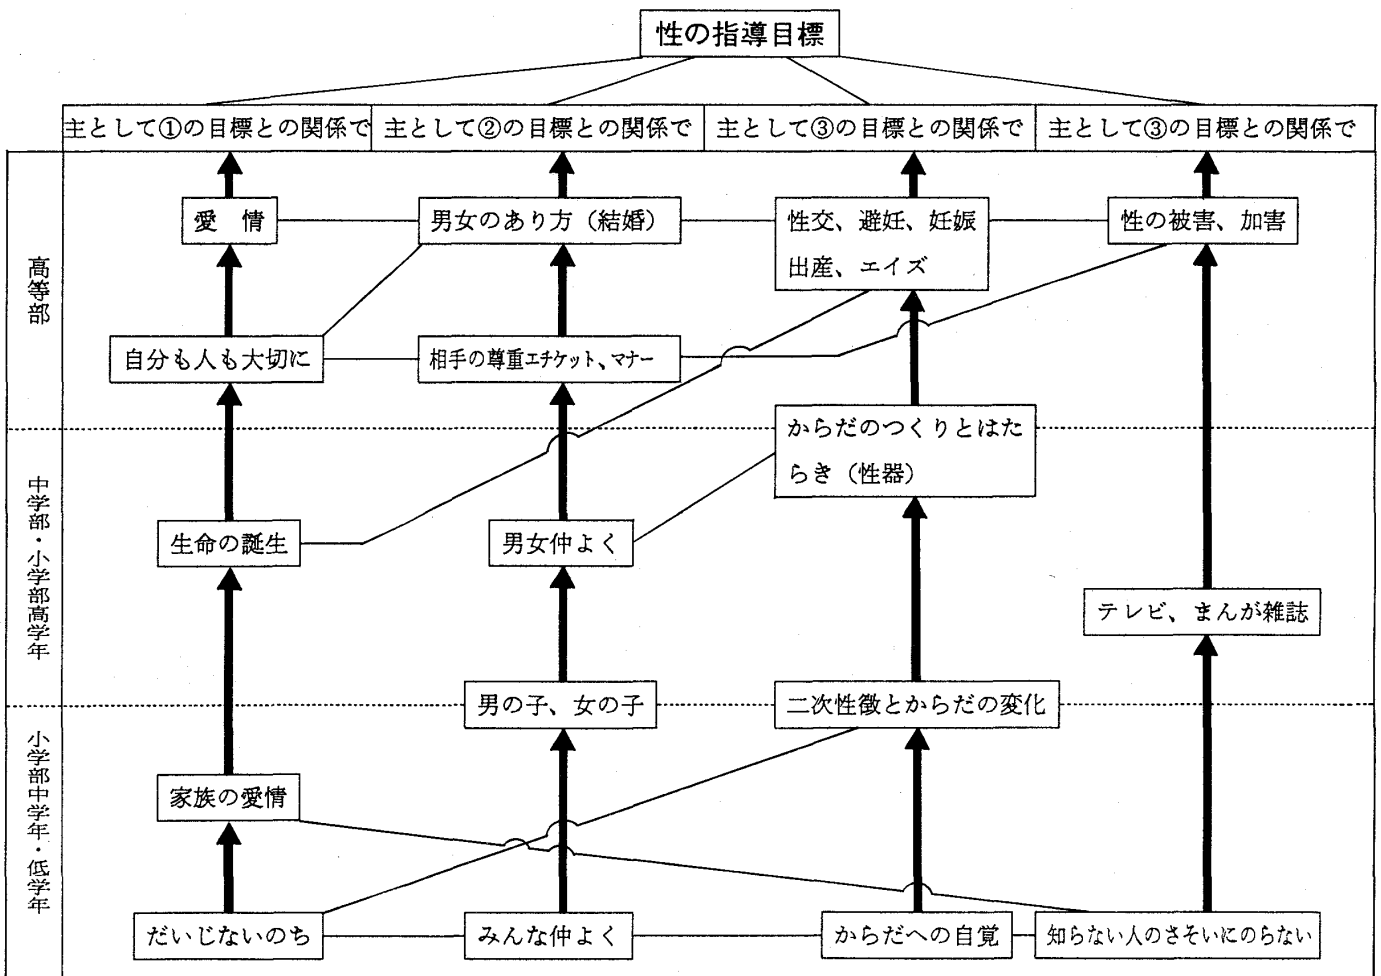 性の指導目標
主として①の目標との関係で
主として②の目標との関係で
主として③の目標との関係で
主として③の目標との関係で
高等部
愛　情
男女のあり方（結婚）
性交、避妊、妊娠
出産、エイズ
性の被害、加害
自分も人も大切に
相手の尊重エチケット、マナー
からだのつくりとはた
らき（性器）
中学部・小学部高学年
生命の誕生
男女仲よく
テレビ、まんが雑誌
男の子、女の子
二次性徴とからだの変化
小学部中学年・低学年
家族の愛情
だいじないのち
みんな仲よく
からだへの自覚
知らない人のさそいにのらない